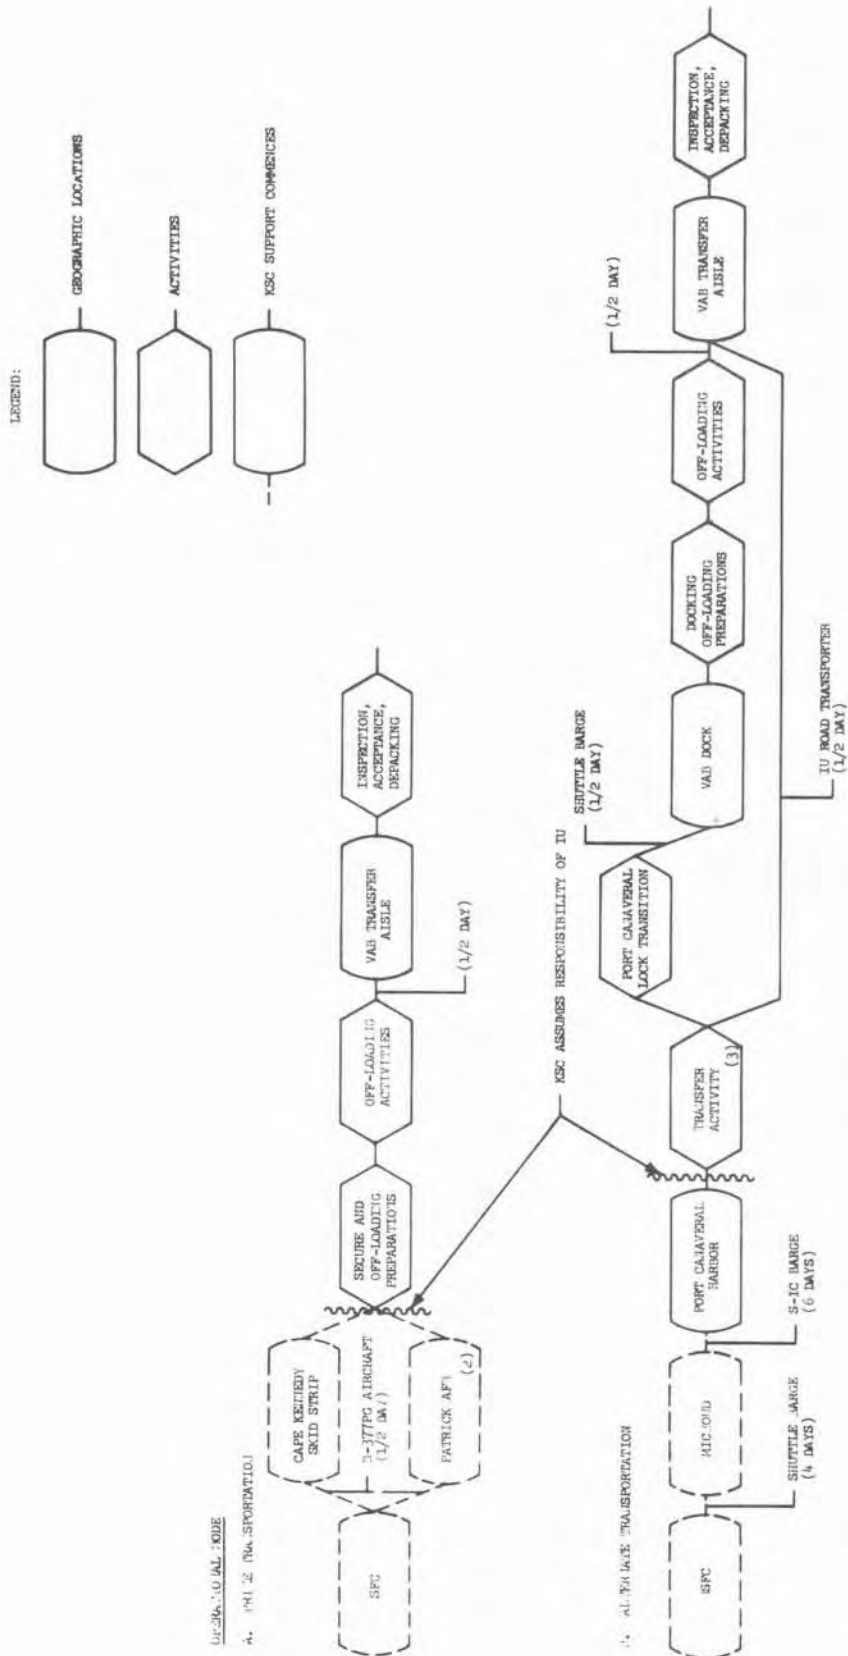 LEGEND:
GEOGRAPHIC LOCATIONS
ACTIVITIES
KSC SUPPORT COMMENCES
A.
SECURE AND
OFF-LOADING
PREPARATIONS
OFF-LOADING
ACTIVITIES
VAB TRANSFER
AISLE
INSPECTION,
ACCEPTANCE,
DEPACKING
CAPE KENNEDY
SKID STRIP
AIRCRAFT
(1/2 DAY)
PATRICK AFB
(2)
(1/2 DAY)
KSC ASSUMES RESPONSIBILITY OF IU
SHUTTLE BARGE
(4 DAYS)
S-IC BARGE
(6 DAYS)
PORT CANAVERAL
HARBOR
TRANSFER
ACTIVITY
(3)
PORT CANAVERAL
LOCK TRANSITION
SHUTTLE BARGE
(1/2 DAY)
VAB DOCK
DOCKING
OFF-LOADING
PREPARATIONS
OFF-LOADING
ACTIVITIES
(1/2 DAY)
VAB TRANSFER
AISLE
INSPECTION,
ACCEPTANCE,
DEPACKING
IU ROAD TRANSPORTER
(1/2 DAY)